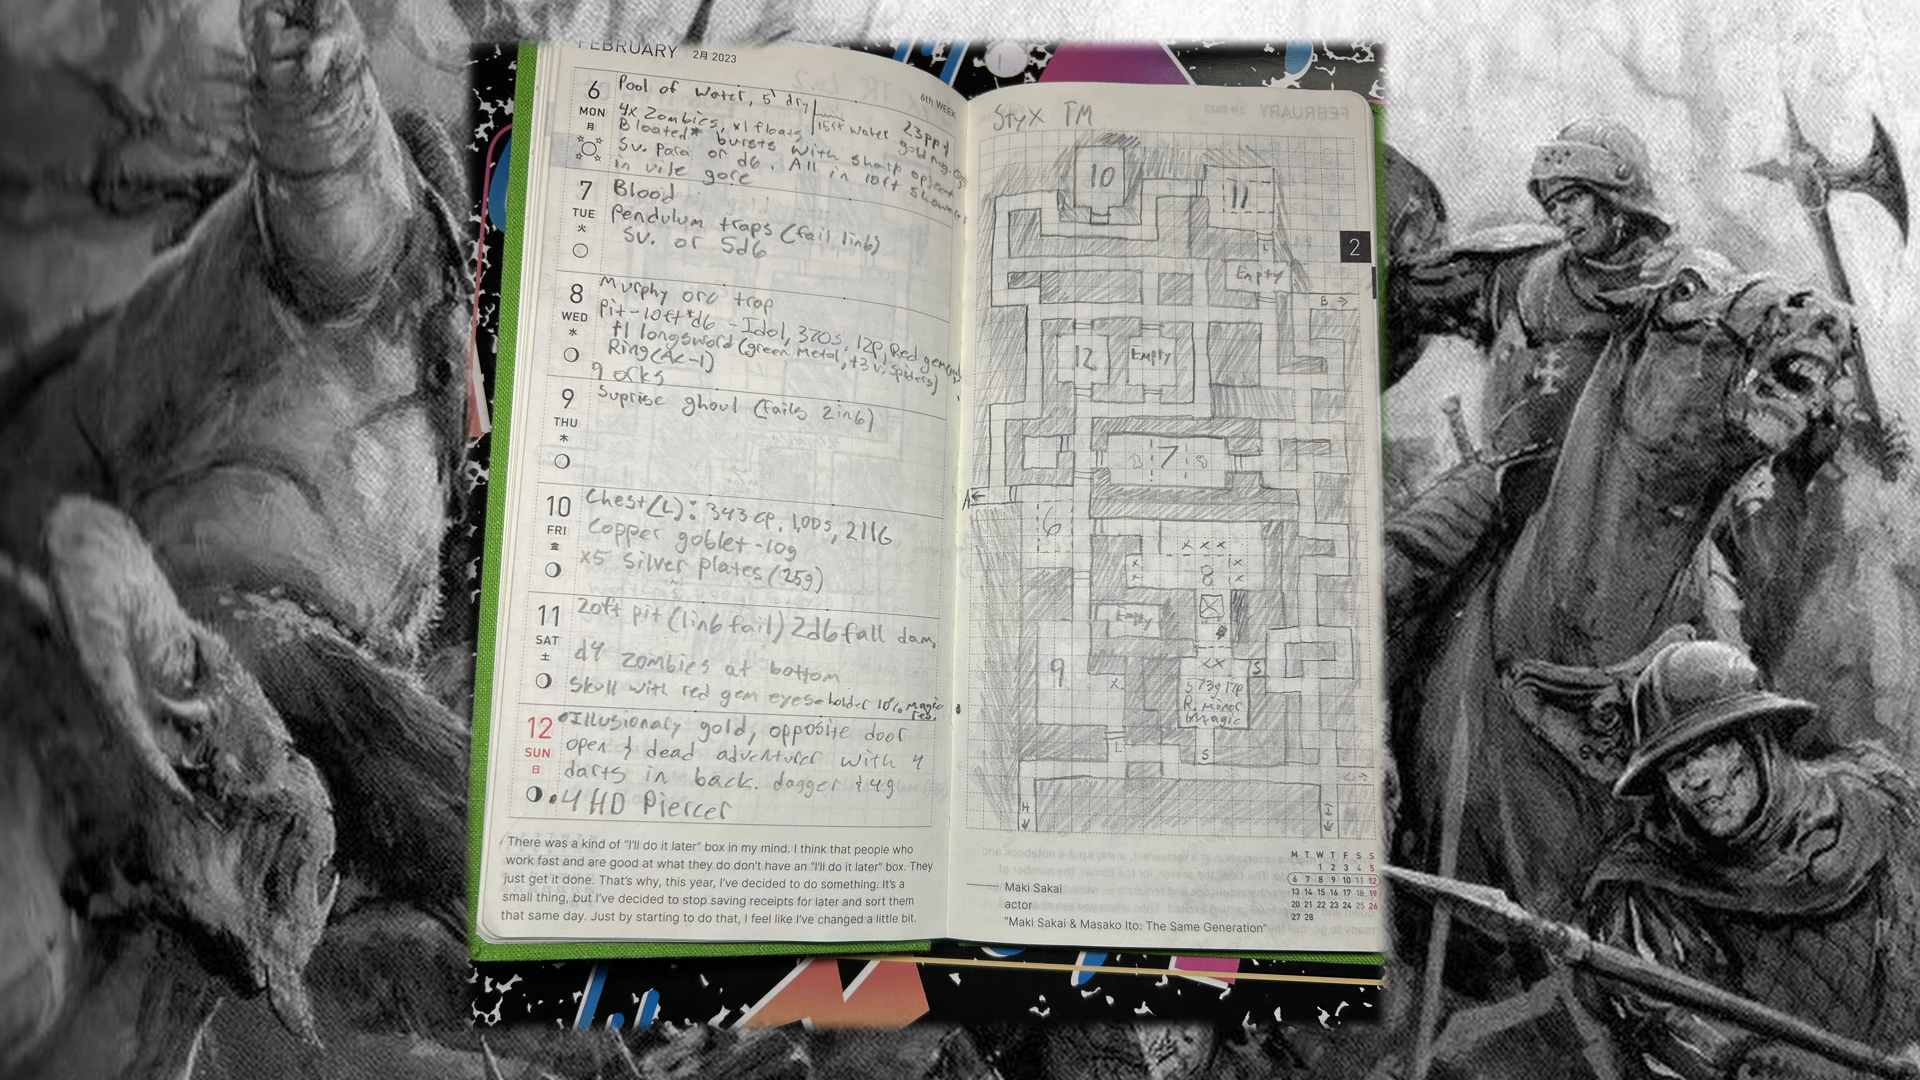 FEBRUARY 2月 2023
6th WEEK
6 MON 月
Pool of water, 5' dry
15ft water
4x Zombies, x1 floats
23pp &
gold
Bloated* bursts with sharp object
Sv. Para or d6. All in 10ft showers
in vile gore
7 TUE 火
Blood
Pendulum traps (fail 1in6)
Sv. or 5d6
8 WED 水
Murphy orc trap
Pit-10ft*d6 - Idol, 370s, 12p, Red gem
+1 longsword (green metal, +3 v. spiders)
Ring (AC-1)
9 orks
9 THU 木
Suprise ghoul (fails 2in6)
10 FRI 金
Chest(L): 343cp, 1,00s, 211G
Copper goblet -10g
x5 silver plates (25g)
11 SAT 土
20ft pit (1in6 fail) 2d6 fall dam,
d4 zombies at bottom
Skull with red gem eyes-holder 10% magic
res.
12 SUN 日
•Illusionary gold, opposite door
open & dead adventurer with 4
darts in back. dagger & 4g
•4 HD Piercer
There was a kind of "I'll do it later" box in my mind. I think that people who
work fast and are good at what they do don't have an "I'll do it later" box. They
just get it done. That's why, this year, I've decided to do something. It's a
small thing, but I've decided to stop saving receipts for later and sort them
that same day. Just by starting to do that, I feel like I've changed a little bit.
Styx TM
10
11
L
2
Empty
B →
12
Empty
7
A ←
6
x x x
x x
8
x x
Empty
x x
9
S
x
573g 17p
R. Minor
Magic
L
S
H
I
Maki Sakai
actor
"Maki Sakai & Masako Ito: The Same Generation"
M T W T F S S
1 2 3 4 5
6 7 8 9 10 11 12
13 14 15 16 17 18 19
20 21 22 23 24 25 26
27 28